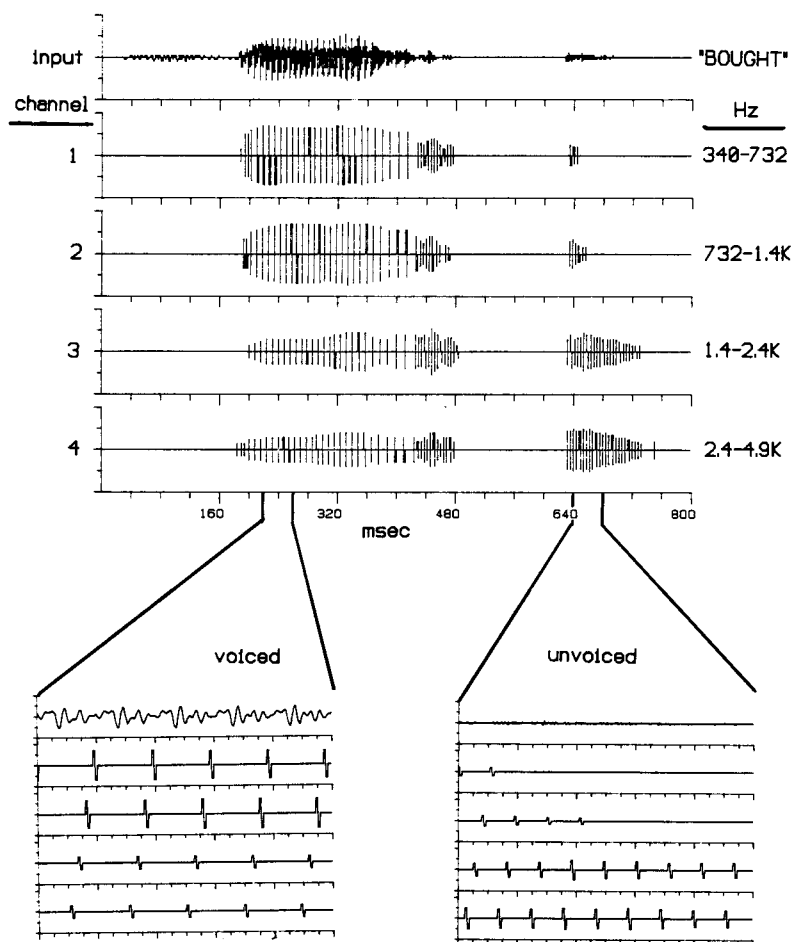 input
"BOUGHT"
channel
Hz
1
340-732
2
732-1.4K
3
1.4-2.4K
4
2.4-4.9K
160
320
480
640
800
msec
voiced
unvoiced